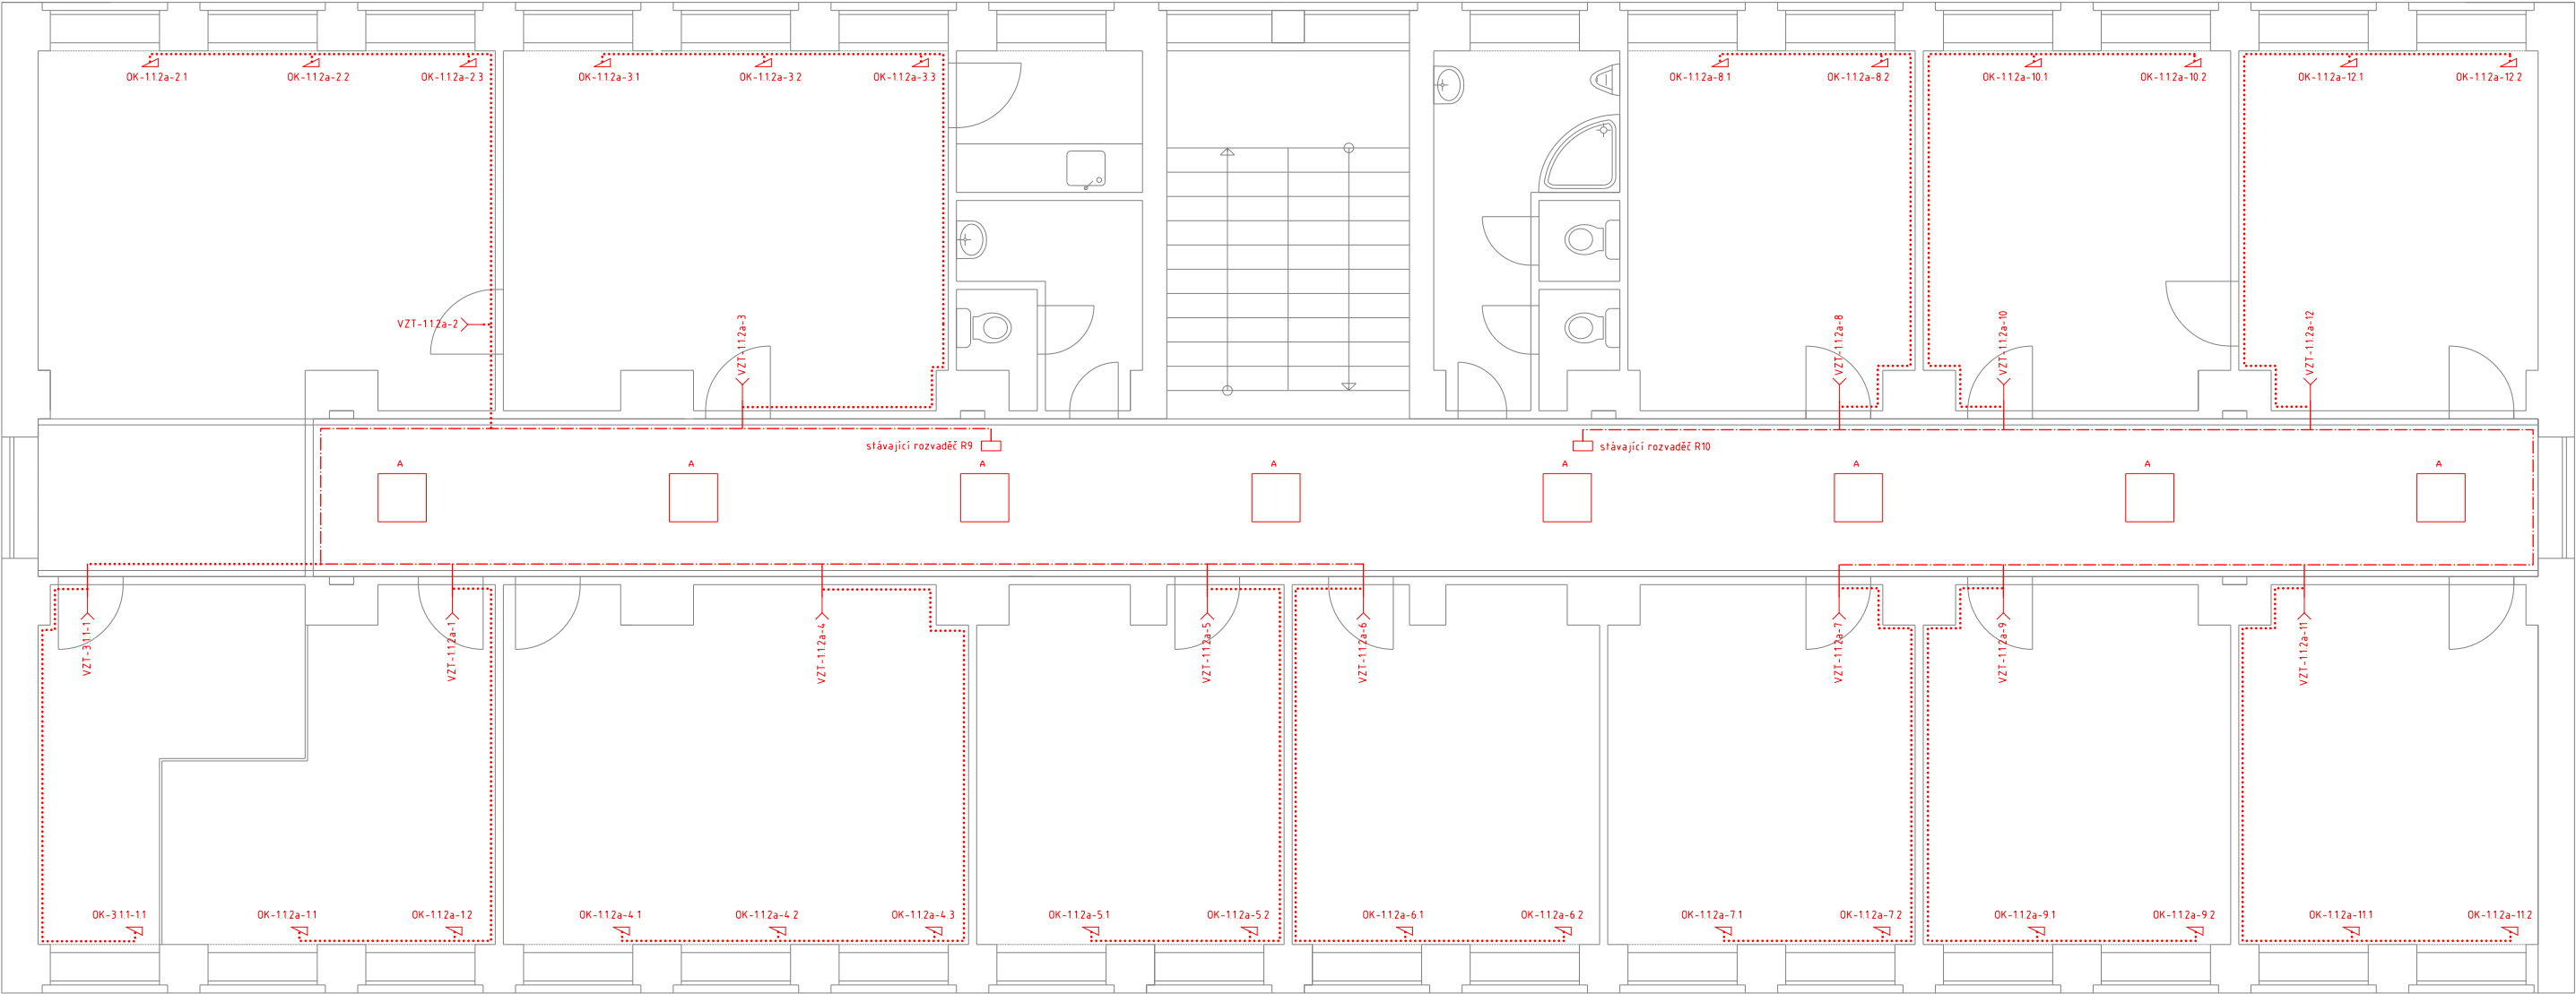 OK-1.1.2a-2.1 OK-1.1.2a-2.2 OK-1.1.2a-2.3 OK-1.1.2a-3.1 OK-1.1.2a-3.2 OK-1.1.2a-3.3 OK-1.1.2a-8.1 OK-1.1.2a-8.2 OK-1.1.2a-10.1 OK-1.1.2a-10.2 OK-1.1.2a-12.1 OK-1.1.2a-12.2
VZT-1.1.2a-2
VZT-1.1.2a-3
VZT-1.1.2a-8
VZT-1.1.2a-10
VZT-1.1.2a-12
stávající rozvaděč R9
stávající rozvaděč R10
A A A A A A A A
VZT-3.1.1-1
VZT-1.1.2a-1
VZT-1.1.2a-4
VZT-1.1.2a-5
VZT-1.1.2a-6
VZT-1.1.2a-7
VZT-1.1.2a-9
VZT-1.1.2a-11
OK-3.1.1-1.1 OK-1.1.2a-1.1 OK-1.1.2a-1.2 OK-1.1.2a-4.1 OK-1.1.2a-4.2 OK-1.1.2a-4.3 OK-1.1.2a-5.1 OK-1.1.2a-5.2 OK-1.1.2a-6.1 OK-1.1.2a-6.2 OK-1.1.2a-7.1 OK-1.1.2a-7.2 OK-1.1.2a-9.1 OK-1.1.2a-9.2 OK-1.1.2a-11.1 OK-1.1.2a-11.2